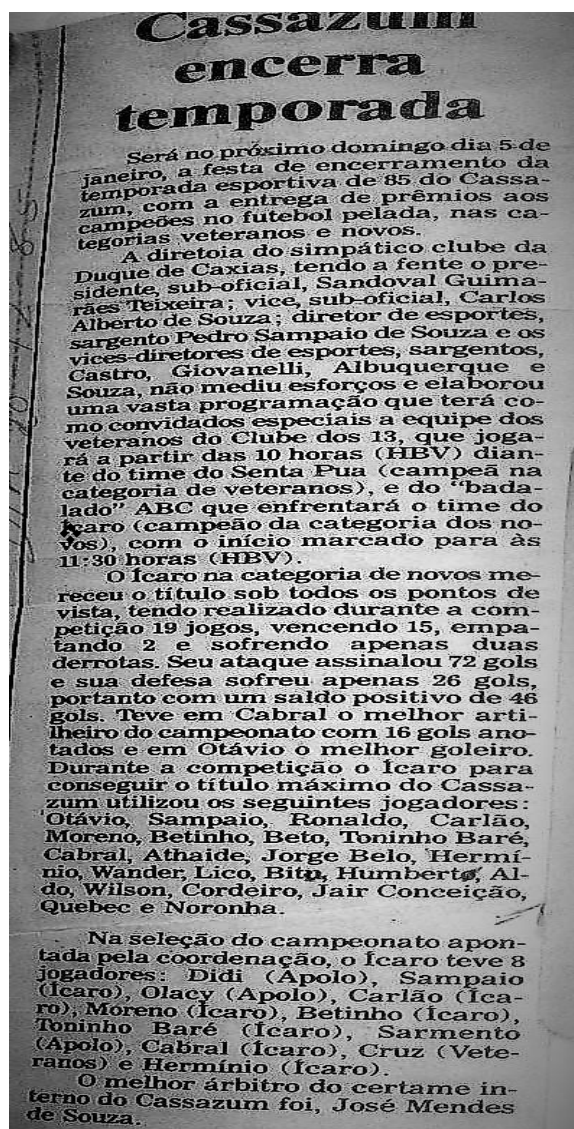 Cassazum
encerra
temporada
Será no próximo domingo dia 5 de
janeiro, a festa de encerramento da
temporada esportiva de 85 do Cassa-
zum, com a entrega de prêmios aos
campeões no futebol pelada, nas ca-
tegorias veteranos e novos.
A diretoia do simpático clube da
Duque de Caxias, tendo a fente o pre-
sidente, sub-oficial, Sandoval Guima-
rães Teixeira; vice, sub-oficial, Carlos
Alberto de Souza; diretor de esportes,
sargento Pedro Sampaio de Souza e os
vices-diretores de esportes, sargentos,
Castro, Giovanelli, Albuquerque e
Souza, não mediu esforços e elaborou
uma vasta programação que terá co-
mo convidados especiais a equipe dos
veteranos do Clube dos 13, que joga-
rá a partir das 10 horas (HBV) dian-
te do time do Senta Pua (campeã na
categoria de veteranos), e do "bada-
lado" ABC que enfrentará o time do
Ícaro (campeão da categoria dos no-
vos), com o início marcado para às
11:30 horas (HBV).
O Ícaro na categoria de novos me-
receu o título sob todos os pontos de
vista, tendo realizado durante a com-
petição 19 jogos, vencendo 15, empa-
tando 2 e sofrendo apenas duas
derrotas. Seu ataque assinalou 72 gols
e sua defesa sofreu apenas 26 gols,
portanto com um saldo positivo de 46
gols. Teve em Cabral o melhor arti-
lheiro do campeonato com 16 gols ano-
tados e em Otávio o melhor goleiro.
Durante a competição o Ícaro para
conseguir o título máximo do Cassa-
zum utilizou os seguintes jogadores:
Otávio, Sampaio, Ronaldo, Carlão,
Moreno, Betinho, Beto, Toninho Baré,
Cabral, Athaide, Jorge Belo, Hermí-
nio, Wander, Lico, Bitu, Humberto, Al-
do, Wilson, Cordeiro, Jair Conceição,
Quebec e Noronha.
Na seleção do campeonato apon-
tada pela coordenação, o Ícaro teve 8
jogadores: Didi (Apolo), Sampaio
(Ícaro), Olacy (Apolo), Carlão (Íca-
ro), Moreno (Ícaro), Betinho (Ícaro),
Toninho Baré (Ícaro), Sarmento
(Apolo), Cabral (Ícaro), Cruz (Vete-
ranos) e Hermínio (Ícaro).
O melhor árbitro do certame in-
terno do Cassazum foi, José Mendes
de Souza.